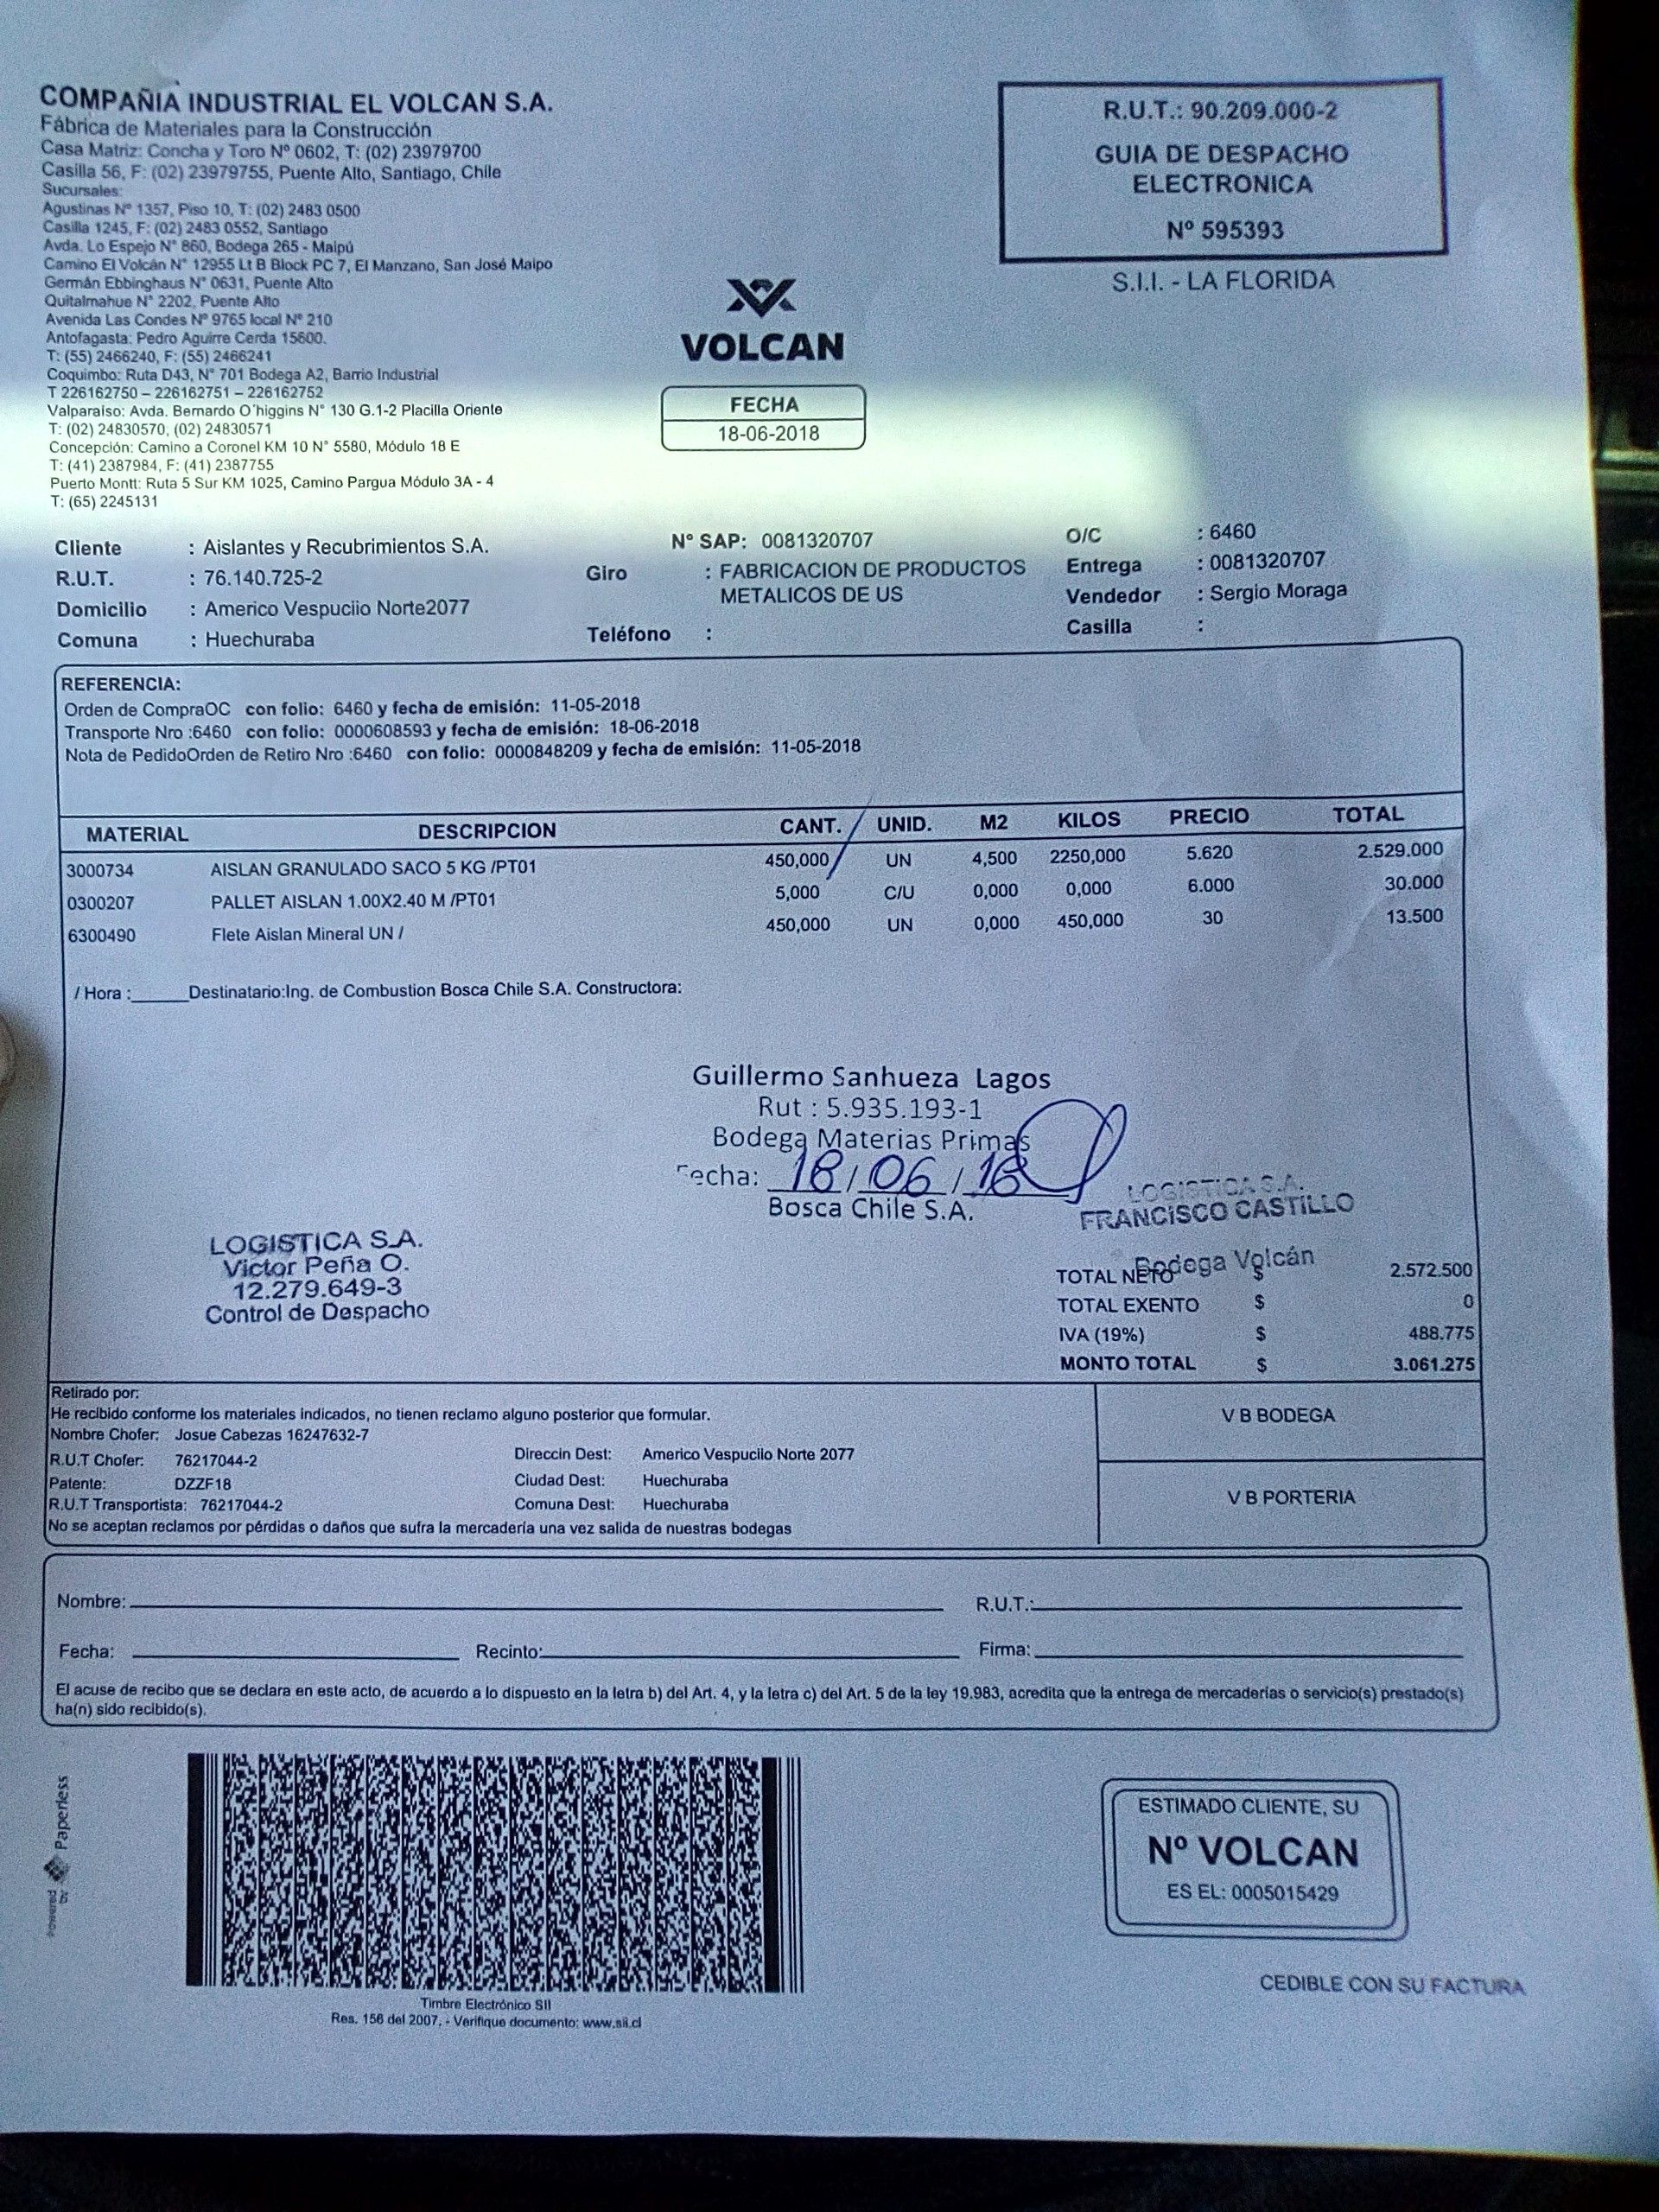 COMPAÑIA INDUSTRIAL EL VOLCAN S.A.
Fábrica de Materiales para la Construcción
Casa Matriz: Concha y Toro Nº 0602, T: (02) 23979700
Casilla 56, F: (02) 23979755, Puente Alto, Santiago, Chile
Sucursales:
Agustinas Nº 1357, Piso 10, T: (02) 2483 0500
Casilla 1245, F: (02) 2483 0552, Santiago
Avda. Lo Espejo N° 860, Bodega 265 - Maipú
Camino El Volcán N° 12955 Lt B Block PC 7, El Manzano, San José Maipo
Germán Ebbinghaus N° 0631, Puente Alto
Quitalmahue N° 2202, Puente Alto
Avenida Las Condes Nº 9765 local N° 210
Antofagasta: Pedro Aguirre Cerda 15600.
T: (55) 2466240, F: (55) 2466241
Coquimbo: Ruta D43, N° 701 Bodega A2, Barrio Industrial
T 226162750 – 226162751 – 226162752
Valparaíso: Avda. Bernardo O'higgins N° 130 G.1-2 Placilla Oriente
T: (02) 24830570, (02) 24830571
Concepción: Camino a Coronel KM 10 N° 5580, Módulo 18 E
T: (41) 2387984, F: (41) 2387755
Puerto Montt: Ruta 5 Sur KM 1025, Camino Pargua Módulo 3A - 4
T: (65) 2245131
R.U.T.: 90.209.000-2
GUIA DE DESPACHO
ELECTRONICA
Nº 595393
S.I.I. - LA FLORIDA
VOLCAN
FECHA
18-06-2018
Cliente : Aislantes y Recubrimientos S.A. N° SAP: 0081320707 O/C : 6460
R.U.T. : 76.140.725-2 Giro : FABRICACION DE PRODUCTOS METALICOS DE US Entrega : 0081320707
Domicilio : Americo Vespuciio Norte2077 Vendedor : Sergio Moraga
Comuna : Huechuraba Teléfono : Casilla :
REFERENCIA:
Orden de CompraOC con folio: 6460 y fecha de emisión: 11-05-2018
Transporte Nro :6460 con folio: 0000608593 y fecha de emisión: 18-06-2018
Nota de PedidoOrden de Retiro Nro :6460 con folio: 0000848209 y fecha de emisión: 11-05-2018
MATERIAL DESCRIPCION CANT. UNID. M2 KILOS PRECIO TOTAL
3000734 AISLAN GRANULADO SACO 5 KG /PT01 450,000 UN 4,500 2250,000 5.620 2.529.000
0300207 PALLET AISLAN 1.00X2.40 M /PT01 5,000 C/U 0,000 0,000 6.000 30.000
6300490 Flete Aislan Mineral UN / 450,000 UN 0,000 450,000 30 13.500
/ Hora :______Destinatario:Ing. de Combustion Bosca Chile S.A. Constructora:
Guillermo Sanhueza Lagos
Rut : 5.935.193-1
Bodega Materias Primas
Fecha: 18/06/18
Bosca Chile S.A.
LOGISTICA S.A.
FRANCISCO CASTILLO
Bodega Volcán
LOGISTICA S.A.
Victor Peña O.
12.279.649-3
Control de Despacho
TOTAL NETO $ 2.572.500
TOTAL EXENTO $ 0
IVA (19%) $ 488.775
MONTO TOTAL $ 3.061.275
Retirado por:
He recibido conforme los materiales indicados, no tienen reclamo alguno posterior que formular.
Nombre Chofer: Josue Cabezas 16247632-7
R.U.T Chofer: 76217044-2 Direccin Dest: Americo Vespuciio Norte 2077
Patente: DZZF18 Ciudad Dest: Huechuraba
R.U.T Transportista: 76217044-2 Comuna Dest: Huechuraba
No se aceptan reclamos por pérdidas o daños que sufra la mercadería una vez salida de nuestras bodegas
V B BODEGA
V B PORTERIA
Nombre: R.U.T.:
Fecha: Recinto: Firma:
El acuse de recibo que se declara en este acto, de acuerdo a lo dispuesto en la letra b) del Art. 4, y la letra c) del Art. 5 de la ley 19.983, acredita que la entrega de mercaderías o servicio(s) prestado(s)
ha(n) sido recibido(s).
Powered by Paperless
Timbre Electrónico SII
Res. 156 del 2007. - Verifique documento: www.sii.cl
ESTIMADO CLIENTE, SU
Nº VOLCAN
ES EL: 0005015429
CEDIBLE CON SU FACTURA